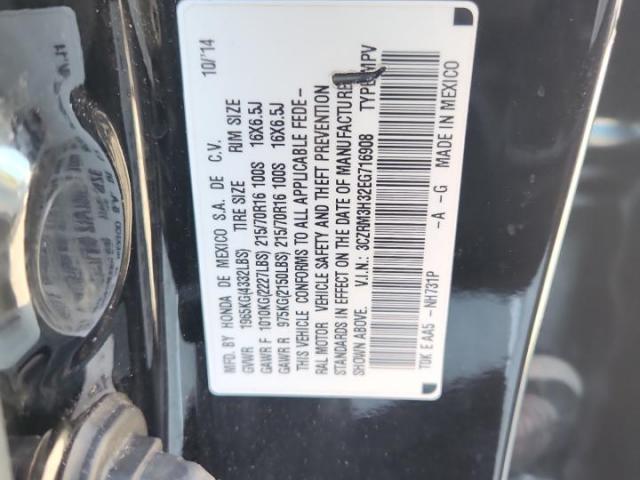 MFD. BY HONDA DE MEXICO S.A. DE C.V. 10/14
GVWR 1965KG(4332LBS) TIRE SIZE RIM SIZE
GAWR F 1010KG(2227LBS) 215/70R16 100S 16X6.5J
GAWR R 975KG(2150LBS) 215/70R16 100S 16X6.5J
THIS VEHICLE CONFORMS TO ALL APPLICABLE FEDE-
RAL MOTOR VEHICLE SAFETY AND THEFT PREVENTION
STANDARDS IN EFFECT ON THE DATE OF MANUFACTURE
SHOWN ABOVE. V.I.N.: 3CZRM3H32EG716908 TYPE: MPV
T0K E AA5 -NH731P -A -G MADE IN MEXICO